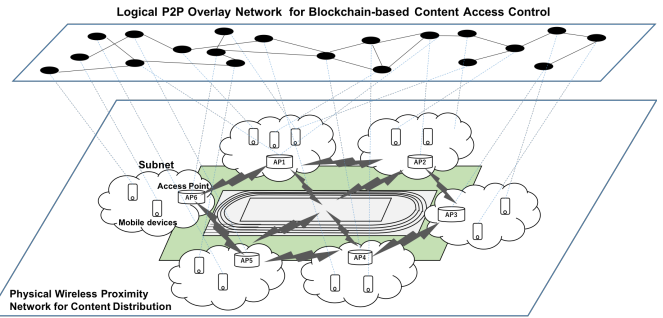 Logical P2P Overlay Network for Blockchain-based Content Access Control
AP1
AP2
Subnet
Access Point
AP6
AP3
Mobile devices
AP5
AP4
Physical Wireless Proximity
Network for Content Distribution